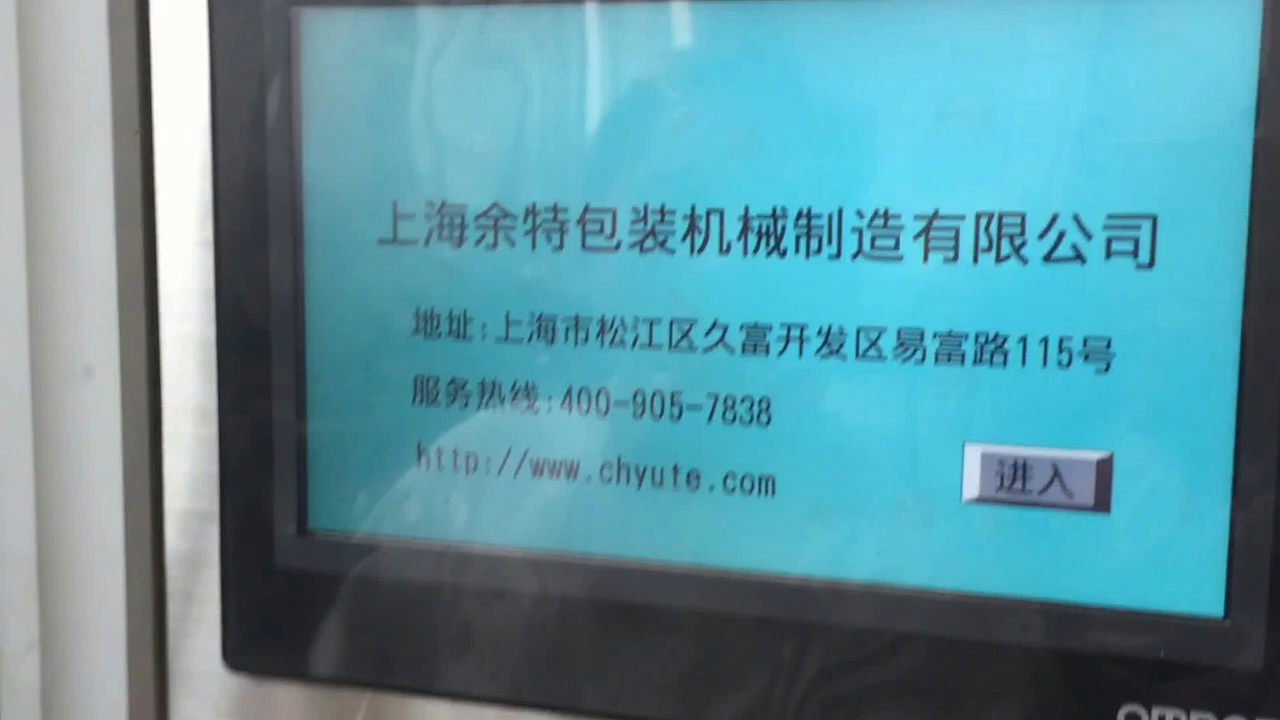 上海余特包装机械制造有限公司
地址:上海市松江区久富开发区易富路115号
服务热线:400-905-7838
http://www.chyute.com
进入